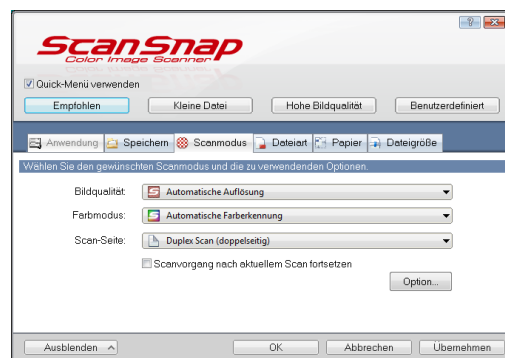 ScanSnap
Color Image Scanner
Quick-Menü verwenden
Empfohlen Kleine Datei Hohe Bildqualität Benutzerdefiniert
Anwendung Speichern Scanmodus Dateiart Papier Dateigröße
Wählen Sie den gewünschten Scanmodus und die zu verwendenden Optionen.
Bildqualität: Automatische Auflösung
Farbmodus: Automatische Farberkennung
Scan-Seite: Duplex Scan (doppelseitig)
Scanvorgang nach aktuellem Scan fortsetzen
Option...
Ausblenden OK Abbrechen Übernehmen